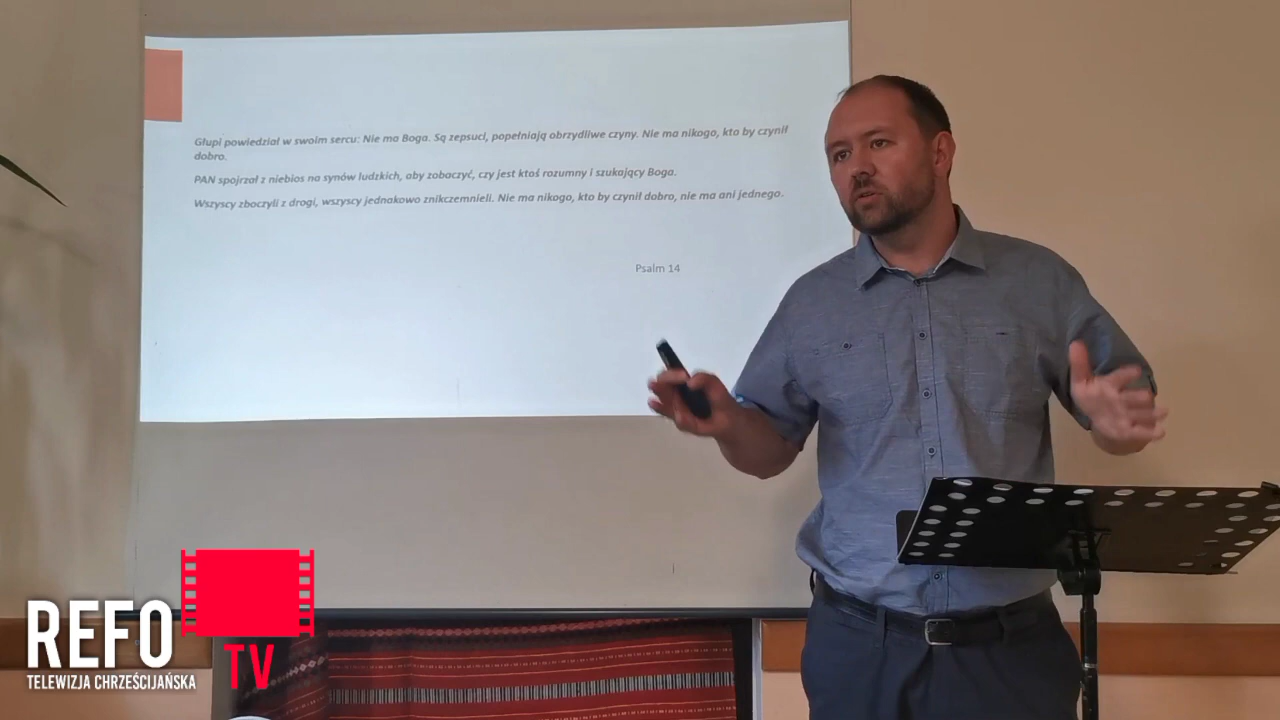 Głupi powiedział w swoim sercu: Nie ma Boga. Są zepsuci, popełniają obrzydliwe czyny. Nie ma nikogo, kto by czynił
dobro.
PAN spojrzał z niebios na synów ludzkich, aby zobaczyć, czy jest ktoś rozumny i szukający Boga.
Wszyscy zboczyli z drogi, wszyscy jednakowo znikczemnieli. Nie ma nikogo, kto by czynił dobro, nie ma ani jednego.
Psalm 14
REFO
TV
TELEWIZJA CHRZEŚCIJAŃSKA